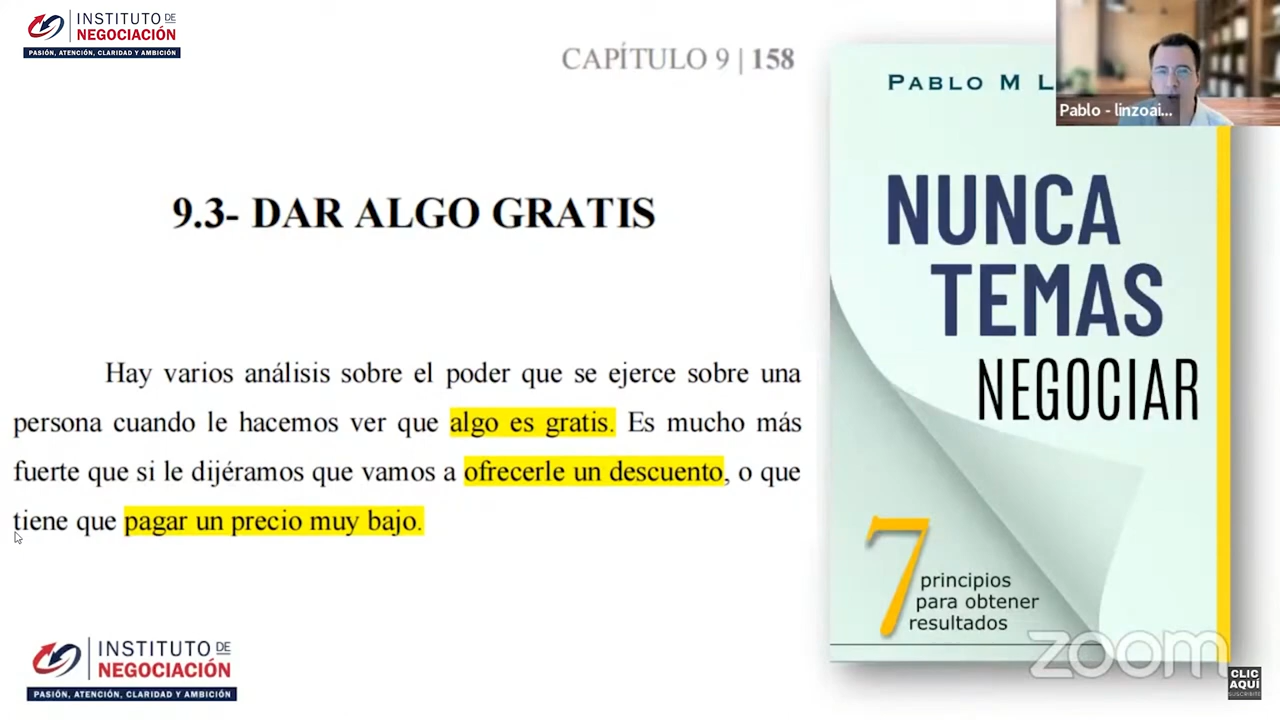 INSTITUTO DE
NEGOCIACIÓN
PASIÓN, ATENCIÓN, CLARIDAD Y AMBICIÓN
CAPÍTULO 9 | 158
9.3- DAR ALGO GRATIS
Hay varios análisis sobre el poder que se ejerce sobre una
persona cuando le hacemos ver que algo es gratis. Es mucho más
fuerte que si le dijéramos que vamos a ofrecerle un descuento, o que
tiene que pagar un precio muy bajo.
INSTITUTO DE
NEGOCIACIÓN
PASIÓN, ATENCIÓN, CLARIDAD Y AMBICIÓN
PABLO M L
Pablo - linzoai...
NUNCA
TEMAS
NEGOCIAR
7
principios
para obtener
resultados
zoom
CLIC
AQUÍ
SUSCRIBITE